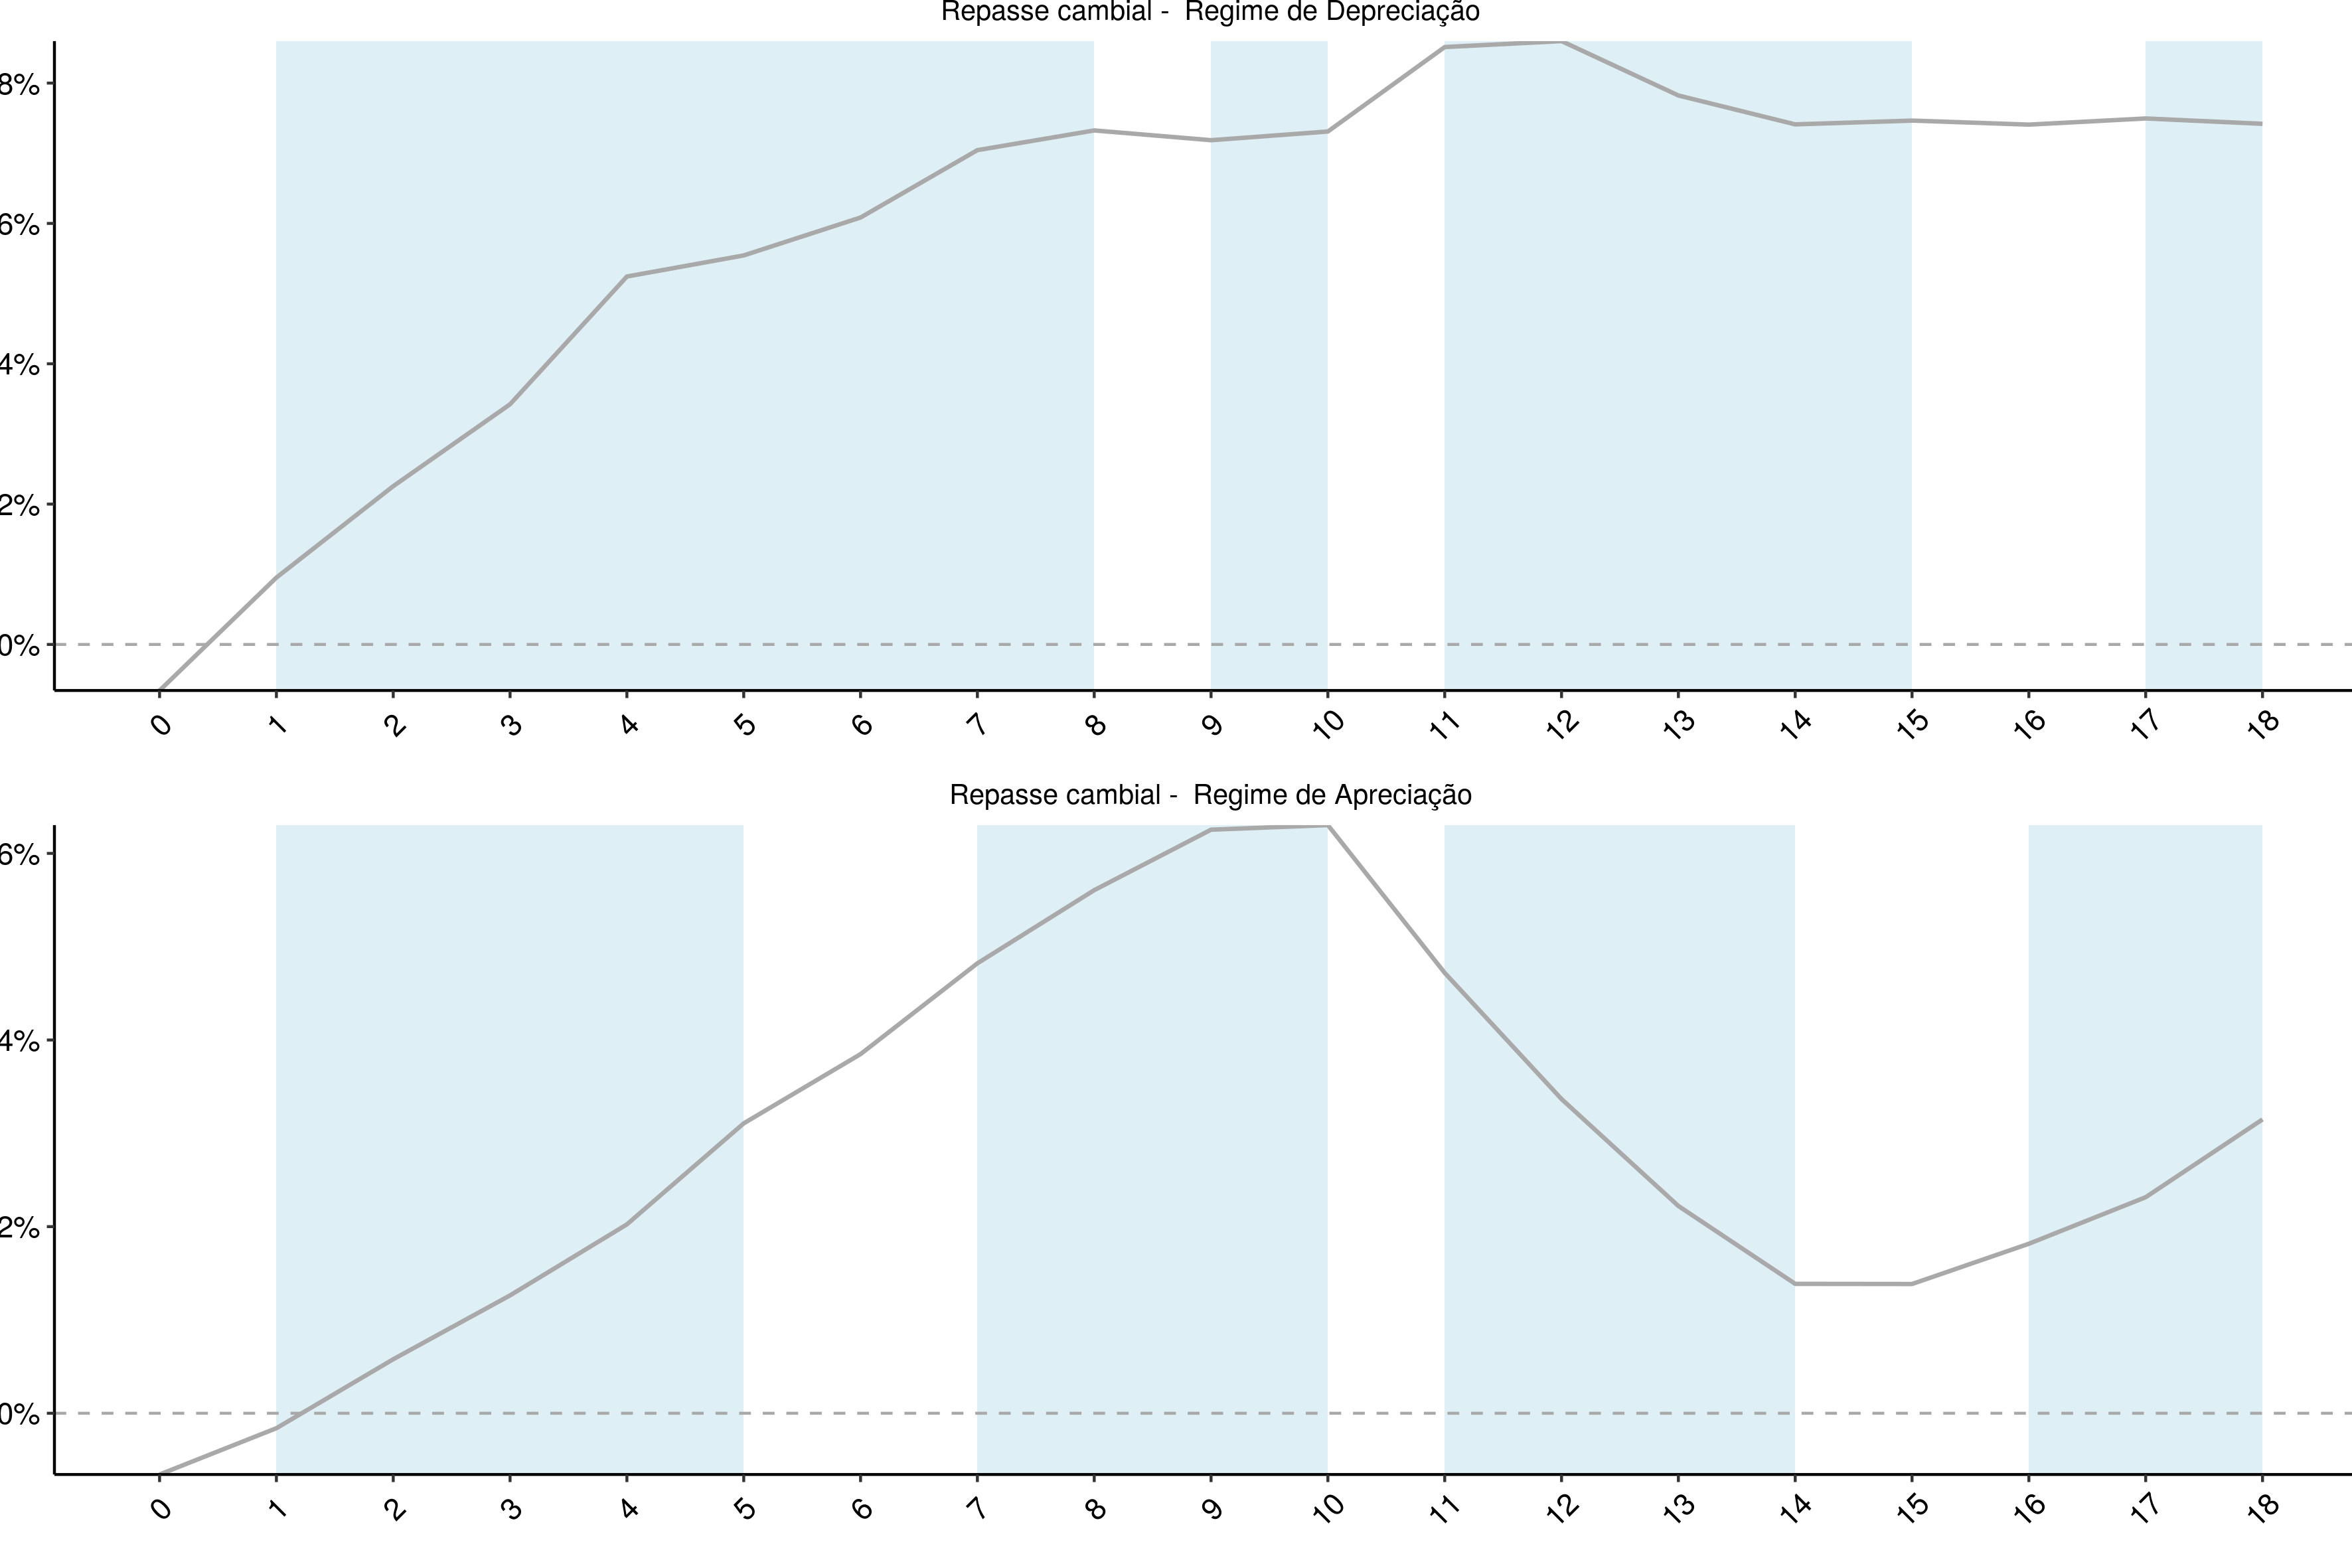 Repasse cambial -  Regime de Depreciação
8%
6%
4%
2%
0%
0 1 2 3 4 5 6 7 8 9 10 11 12 13 14 15 16 17 18
Repasse cambial -  Regime de Apreciação
6%
4%
2%
0%
0 1 2 3 4 5 6 7 8 9 10 11 12 13 14 15 16 17 18